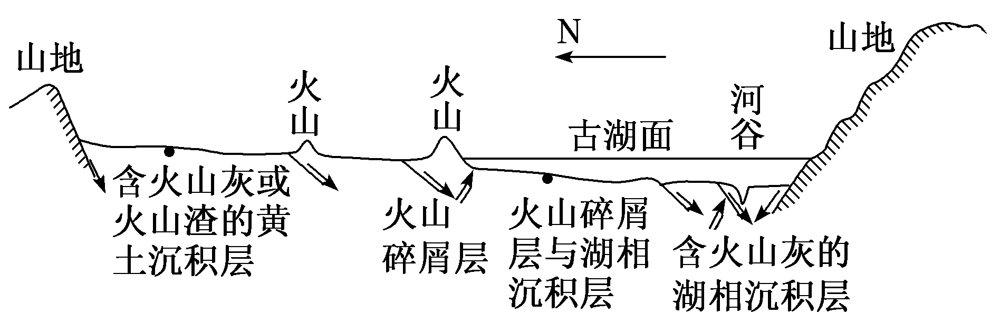 山地
火山
火山
N
古湖面
河谷
山地
含火山灰或
火山渣的黄
土沉积层
火山
碎屑层
火山碎屑
层与湖相
沉积层
含火山灰的
湖相沉积层